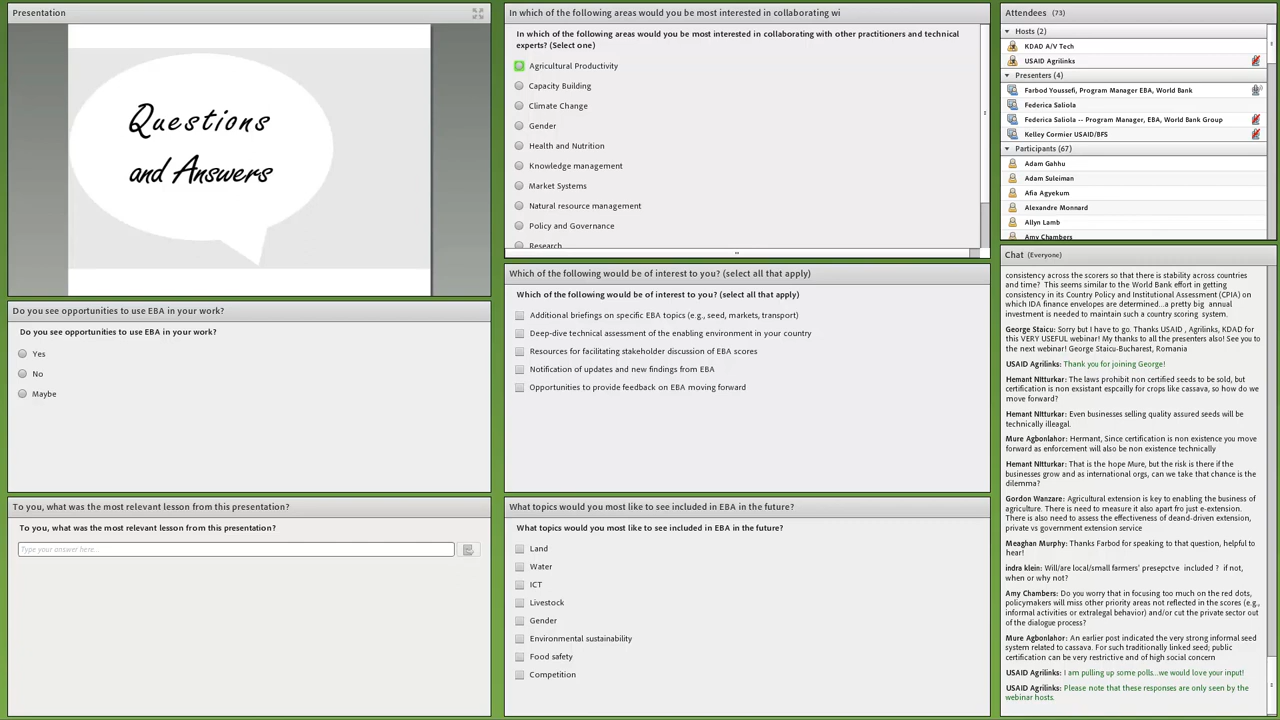 Presentation
Questions
and Answers
Do you see opportunities to use EBA in your work?
Do you see opportunities to use EBA in your work?
Yes
No
Maybe
To you, what was the most relevant lesson from this presentation?
To you, what was the most relevant lesson from this presentation?
Type your answer here...
In which of the following areas would you be most interested in collaborating wi
In which of the following areas would you be most interested in collaborating with other practitioners and technical
experts? (Select one)
Agricultural Productivity
Capacity Building
Climate Change
Gender
Health and Nutrition
Knowledge management
Market Systems
Natural resource management
Policy and Governance
Research
Which of the following would be of interest to you? (select all that apply)
Which of the following would be of interest to you? (select all that apply)
Additional briefings on specific EBA topics (e.g., seed, markets, transport)
Deep-dive technical assessment of the enabling environment in your country
Resources for facilitating stakeholder discussion of EBA scores
Notification of updates and new findings from EBA
Opportunities to provide feedback on EBA moving forward
What topics would you most like to see included in EBA in the future?
What topics would you most like to see included in EBA in the future?
Land
Water
ICT
Livestock
Gender
Environmental sustainability
Food safety
Competition
Attendees (73)
Hosts (2)
KDAD A/V Tech
USAID Agrilinks
Presenters (4)
Farbod Youssefi, Program Manager EBA, World Bank
Federica Saliola
Federica Saliola -- Program Manager, EBA, World Bank Group
Kelley Cormier USAID/BFS
Participants (67)
Adam Gahhu
Adam Suleiman
Afia Agyekum
Alexandre Monnard
Allyn Lamb
Amy Chambers
Chat (Everyone)
consistency across the scorers so that there is stability across countries
and time? This seems similar to the World Bank effort in getting
consistency in its Country Policy and Institutional Assessment (CPIA) on
which IDA finance envelopes are determined...a pretty big annual
investment is needed to maintain such a country scoring system.
George Staicu: Sorry but I have to go. Thanks USAID , Agrilinks, KDAD for
this VERY USEFUL webinar! My thanks to all the presenters also! See you to
the next webinar! George Staicu-Bucharest, Romania
USAID Agrilinks: Thank you for joining George!
Hemant NItturkar: The laws prohibit non certified seeds to be sold, but
certification is non exsistant espcailly for crops like cassava, so how do we
move forward?
Hemant NItturkar: Even businesses selling quality assured seeds will be
technically illeagal.
Mure Agbonlahor: Hermant, Since certification is non existence you move
forward as enforcement will also be non existence technically
Hemant NItturkar: That is the hope Mure, but the risk is there if the
businesses grow and as international orgs, can we take that chance is the
dilemma?
Gordon Wanzare: Agricultural extension is key to enabling the business of
agriculture. There is need to measure it also apart fro just e-extension.
There is also need to assess the effectiveness of deand-driven extension,
private vs government extension service
Meaghan Murphy: Thanks Farbod for speaking to that question, helpful to
hear!
indra klein: Will/are local/small farmers' presepctve included ? if not,
when or why not?
Amy Chambers: Do you worry that in focusing too much on the red dots,
policymakers will miss other priority areas not reflected in the scores (e.g.,
informal activities or extralegal behavior) and/or cut the private sector out
of the dialogue process?
Mure Agbonlahor: An earlier post indicated the very strong informal seed
system related to cassava. For such traditionally linked seed; public
certification can be very restrictive and of high social concern
USAID Agrilinks: I am pulling up some polls...we would love your input!
USAID Agrilinks: Please note that these responses are only seen by the
webinar hosts.